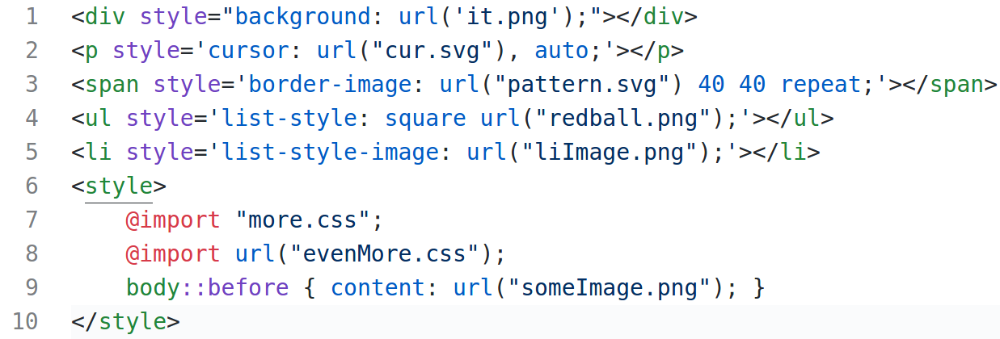 1 <div style="background: url('it.png');"></div>
2 <p style='cursor: url("cur.svg"), auto;'></p>
3 <span style='border-image: url("pattern.svg") 40 40 repeat;'></span>
4 <ul style='list-style: square url("redball.png");'></ul>
5 <li style='list-style-image: url("liImage.png");'></li>
6 <style>
7     @import "more.css";
8     @import url("evenMore.css");
9     body::before { content: url("someImage.png"); }
10 </style>